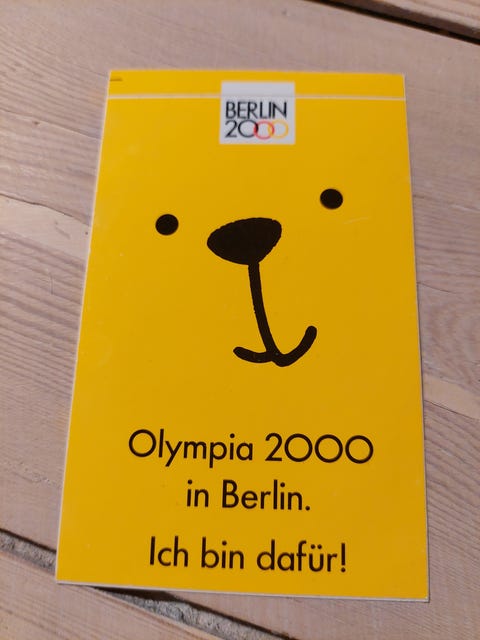 BERLIN
2000
Olympia 2000
in Berlin.
Ich bin dafür!